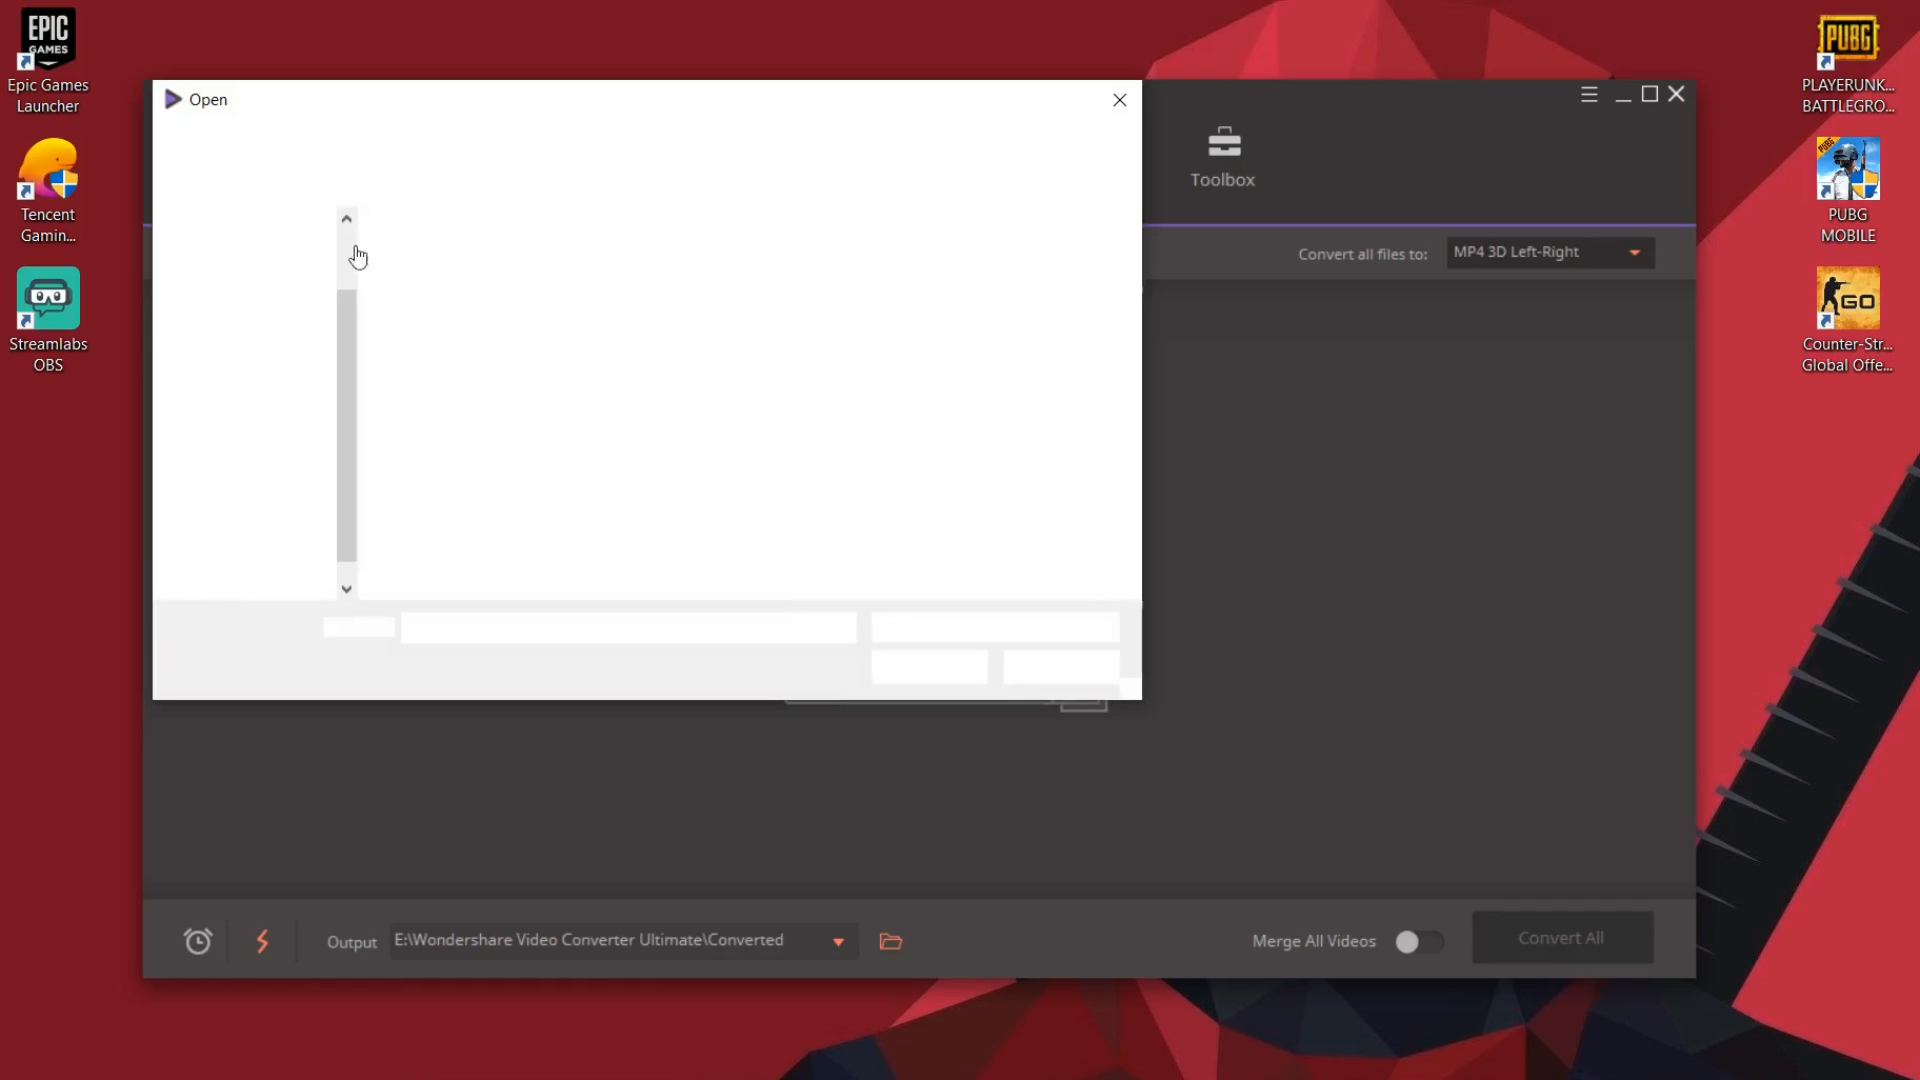 EPIC
GAMES
Epic Games
Launcher
Tencent
Gamin...
Streamlabs
OBS
Open
Toolbox
Convert all files to:
MP4 3D Left-Right
Output
E:\Wondershare Video Converter Ultimate\Converted
Merge All Videos
Convert All
PUBG
PLAYERUNK...
BATTLEGRO...
PUBG
PUBG
MOBILE
GO
Counter-Str...
Global Offe...